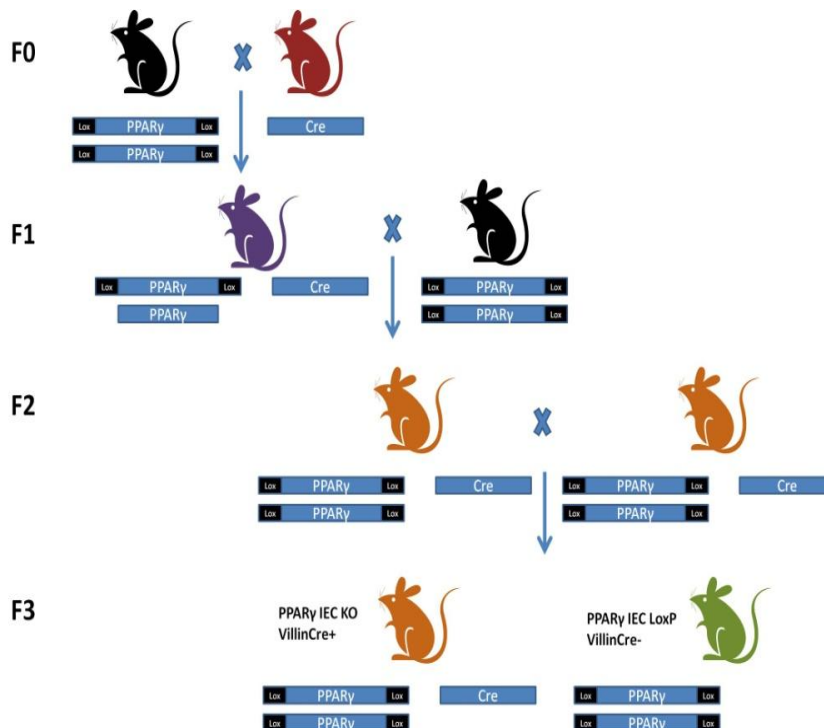 F0
Lox PPARγ Lox Cre
Lox PPARγ Lox
F1
Lox PPARγ Lox Cre Lox PPARγ Lox
PPARγ Lox PPARγ Lox
F2
Lox PPARγ Lox Cre Lox PPARγ Lox Cre
Lox PPARγ Lox Lox PPARγ Lox
F3
PPARγ IEC KO
VillinCre+
PPARγ IEC LoxP
VillinCre-
Lox PPARγ Lox Cre Lox PPARγ Lox
Lox PPARγ Lox Lox PPARγ Lox